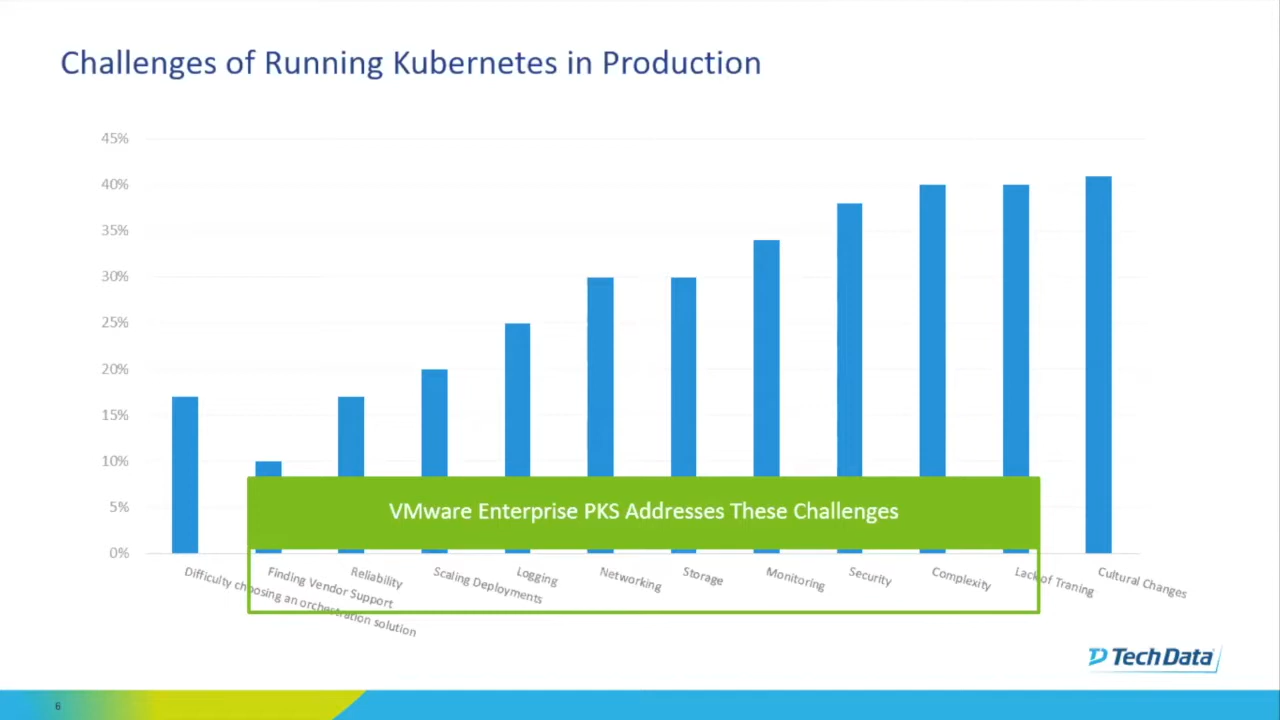 Challenges of Running Kubernetes in Production
45%
40%
35%
30%
25%
20%
15%
10%
5%
0%
VMware Enterprise PKS Addresses These Challenges
Difficulty choosing an orchestration solution
Finding Vendor Support
Reliability
Scaling Deployments
Logging
Networking
Storage
Monitoring
Security
Complexity
Lack of Traning
Cultural Changes
TechData
6